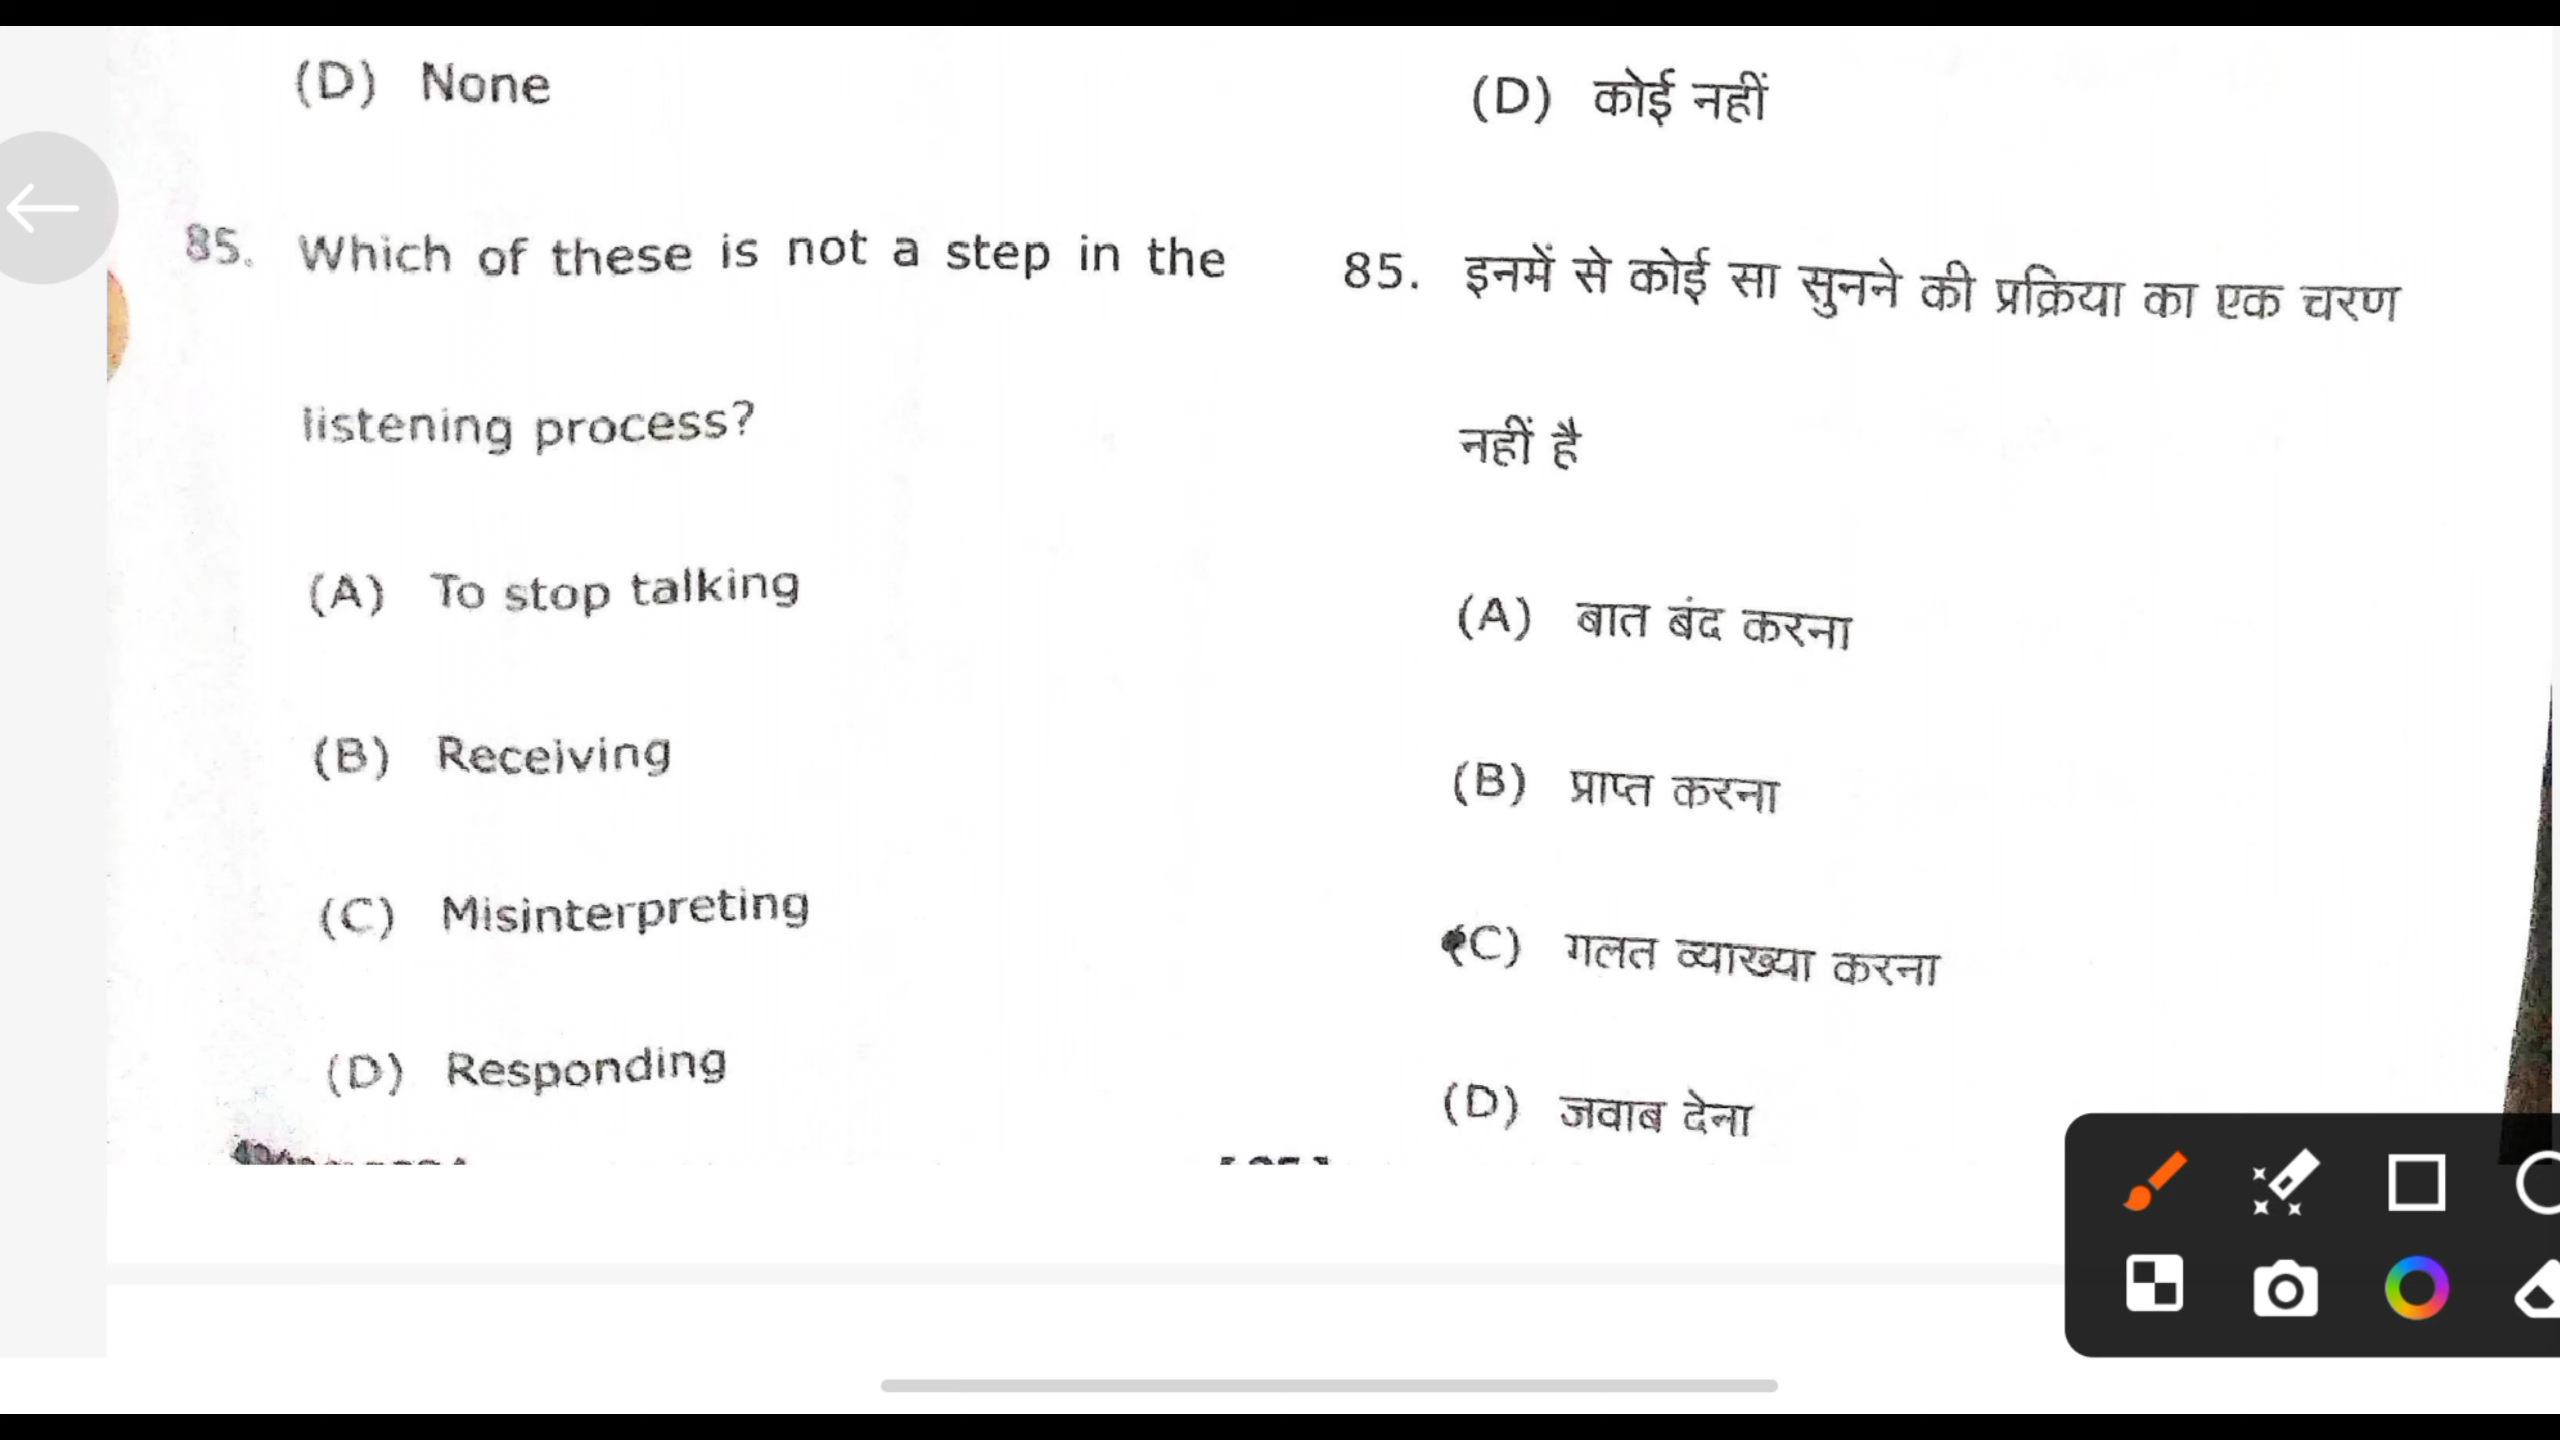 (D) None
85. Which of these is not a step in the
listening process?
(A) To stop talking
(B) Receiving
(C) Misinterpreting
(D) Responding
(D) कोई नहीं
85. इनमें से कोई सा सुनने की प्रक्रिया का एक चरण
नहीं है
(A) बात बंद करना
(B) प्राप्त करना
(C) गलत व्याख्या करना
(D) जवाब देना